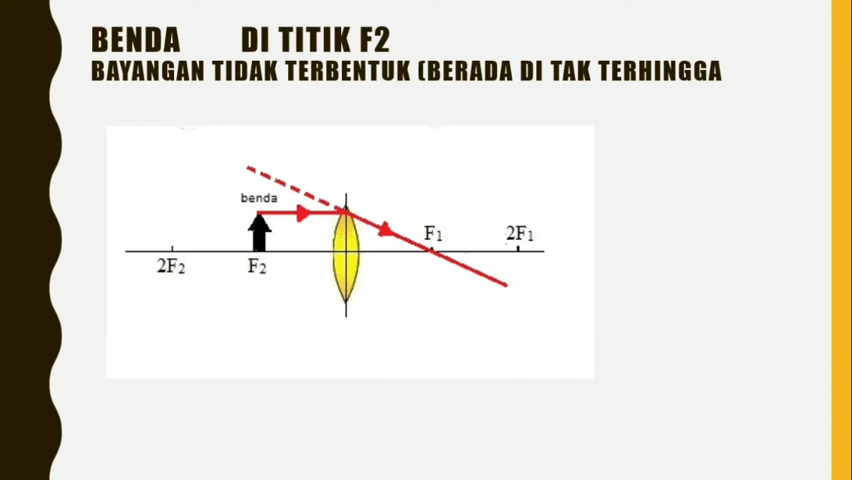 BENDA DI TITIK F2
BAYANGAN TIDAK TERBENTUK (BERADA DI TAK TERHINGGA
benda
F₁
2F₁
2F₂
F₂